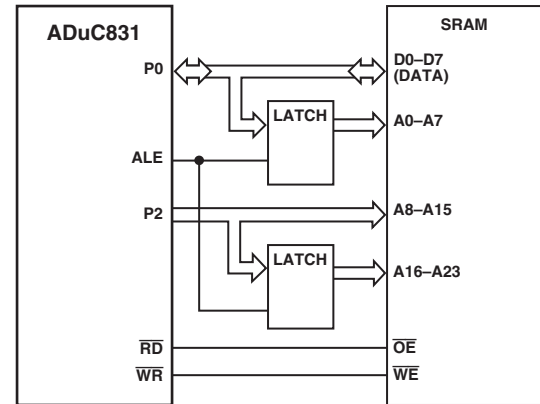 ADuC831
SRAM
P0
D0–D7
(DATA)
LATCH
A0–A7
ALE
P2
A8–A15
LATCH
A16–A23
RD
OE
WR
WE